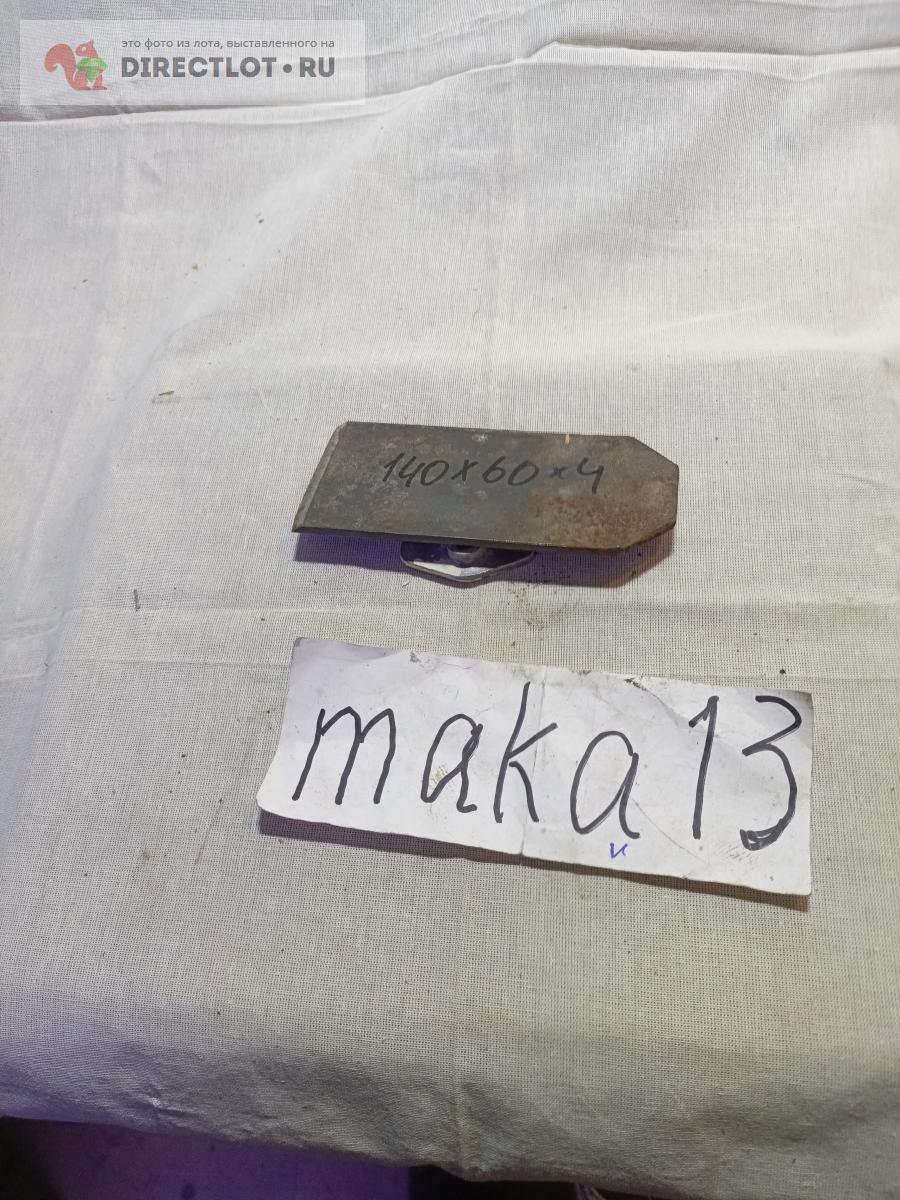 это фото из лота, выставленного на
DIRECTLOT•RU
140x60x4
maka13